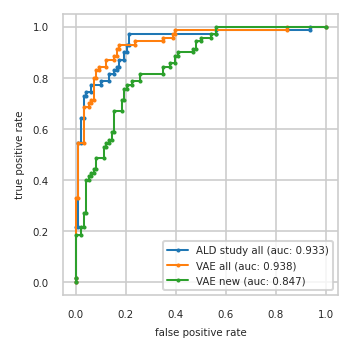 1.0
0.8
0.6
0.4
0.2
0.0
true positive rate
ALD study all (auc: 0.933)
VAE all (auc: 0.938)
VAE new (auc: 0.847)
0.0 0.2 0.4 0.6 0.8 1.0
false positive rate